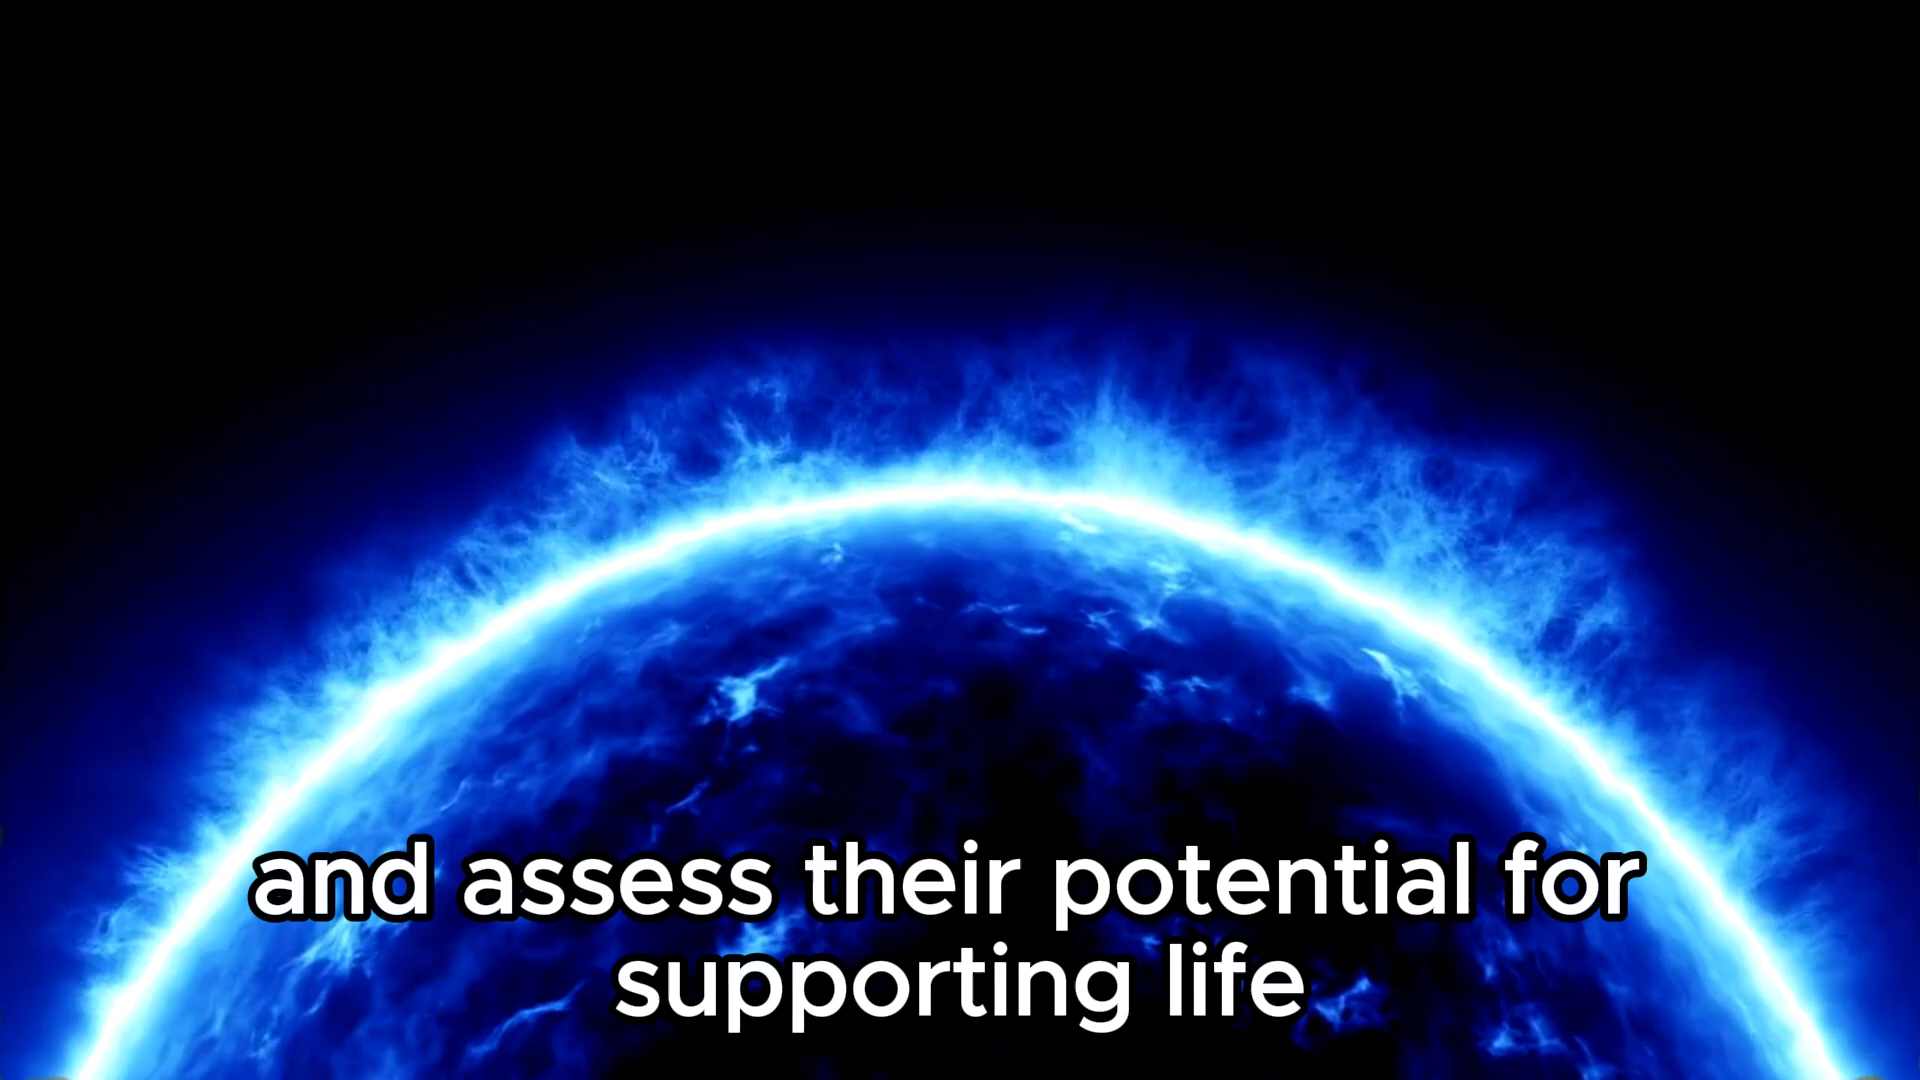 and assess their potential for
supporting life